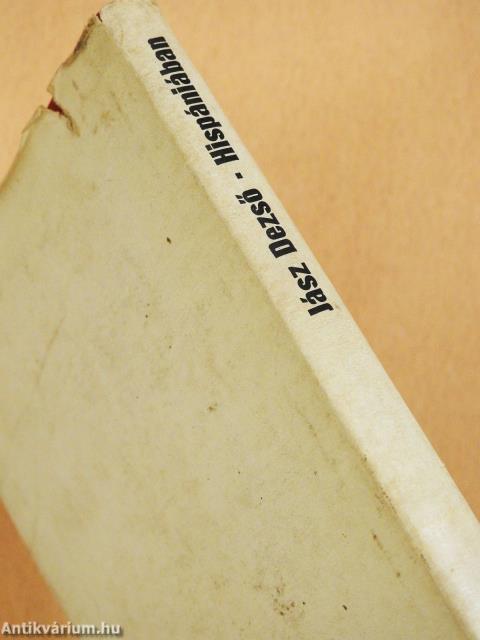 Jász Dezső - Hispániában
Antikvárium.hu